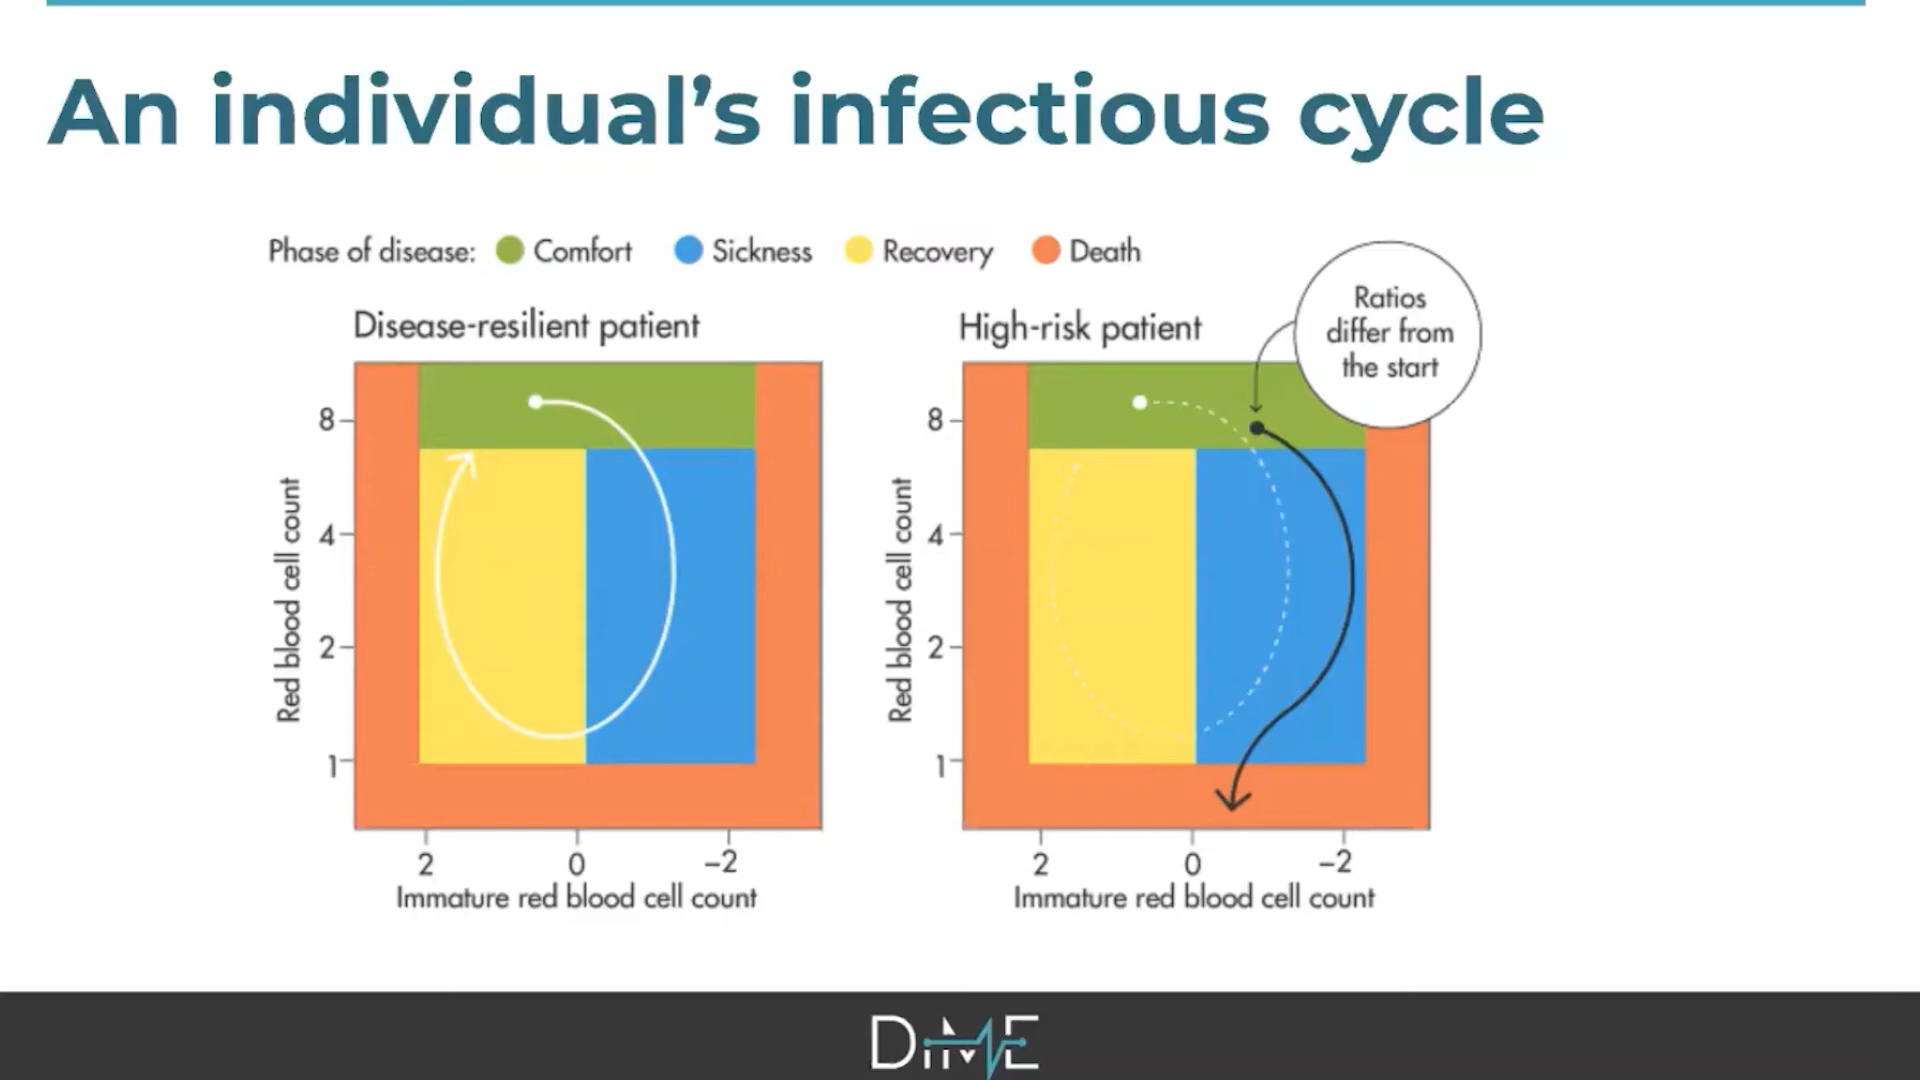 An individual’s infectious cycle
Phase of disease: Comfort Sickness Recovery Death
Disease-resilient patient
8
4
2
1
Red blood cell count
2 0 −2
Immature red blood cell count
High-risk patient
Ratios
differ from
the start
8
4
2
1
Red blood cell count
2 0 −2
Immature red blood cell count
DiME